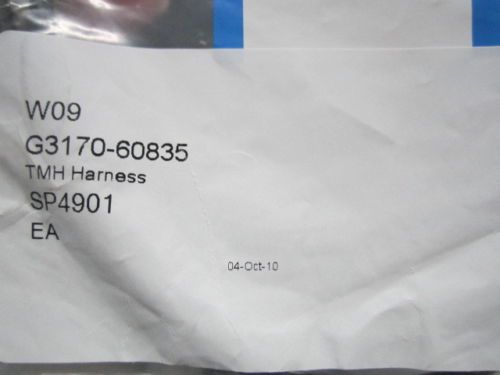 W09
G3170-60835
TMH Harness
SP4901
EA
04-Oct-10